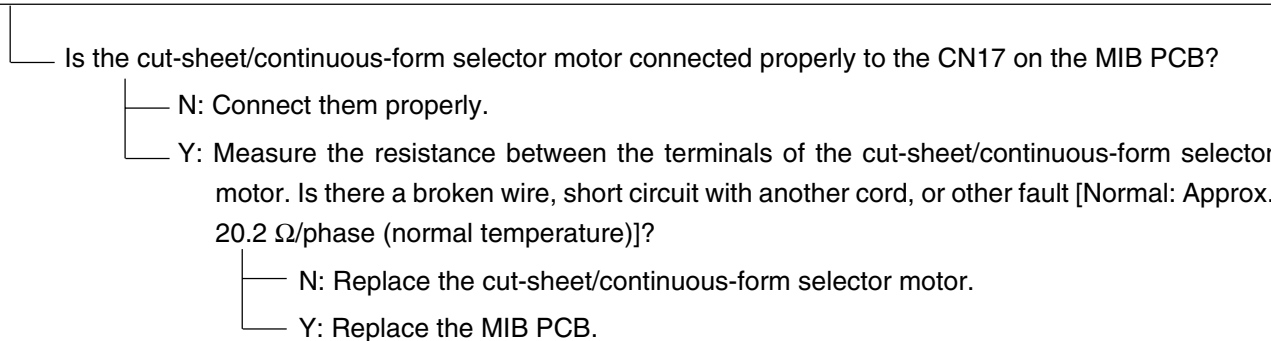 Is the cut-sheet/continuous-form selector motor connected properly to the CN17 on the MIB PCB?
N: Connect them properly.
Y: Measure the resistance between the terminals of the cut-sheet/continuous-form selector
motor. Is there a broken wire, short circuit with another cord, or other fault [Normal: Approx.
20.2 Ω/phase (normal temperature)]?
N: Replace the cut-sheet/continuous-form selector motor.
Y: Replace the MIB PCB.